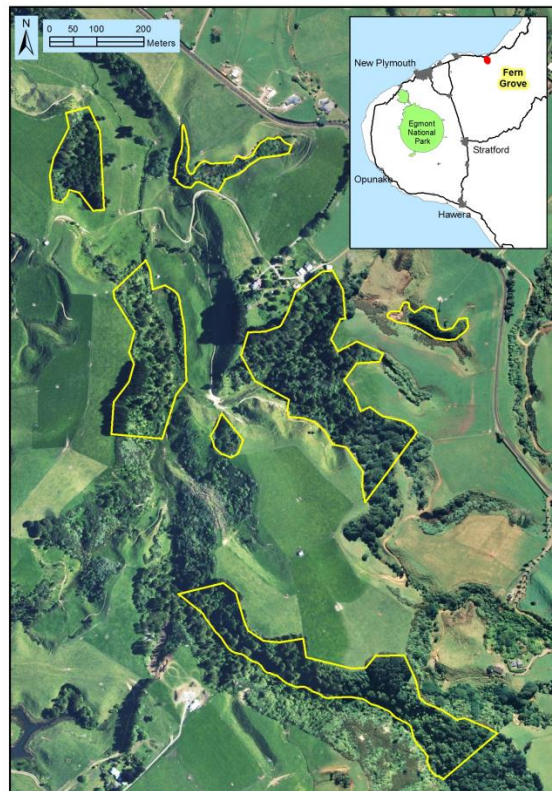 N
0 50 100 200
Meters
New Plymouth
Fern
Grove
Egmont
National
Park
Stratford
Opunake
Hawera